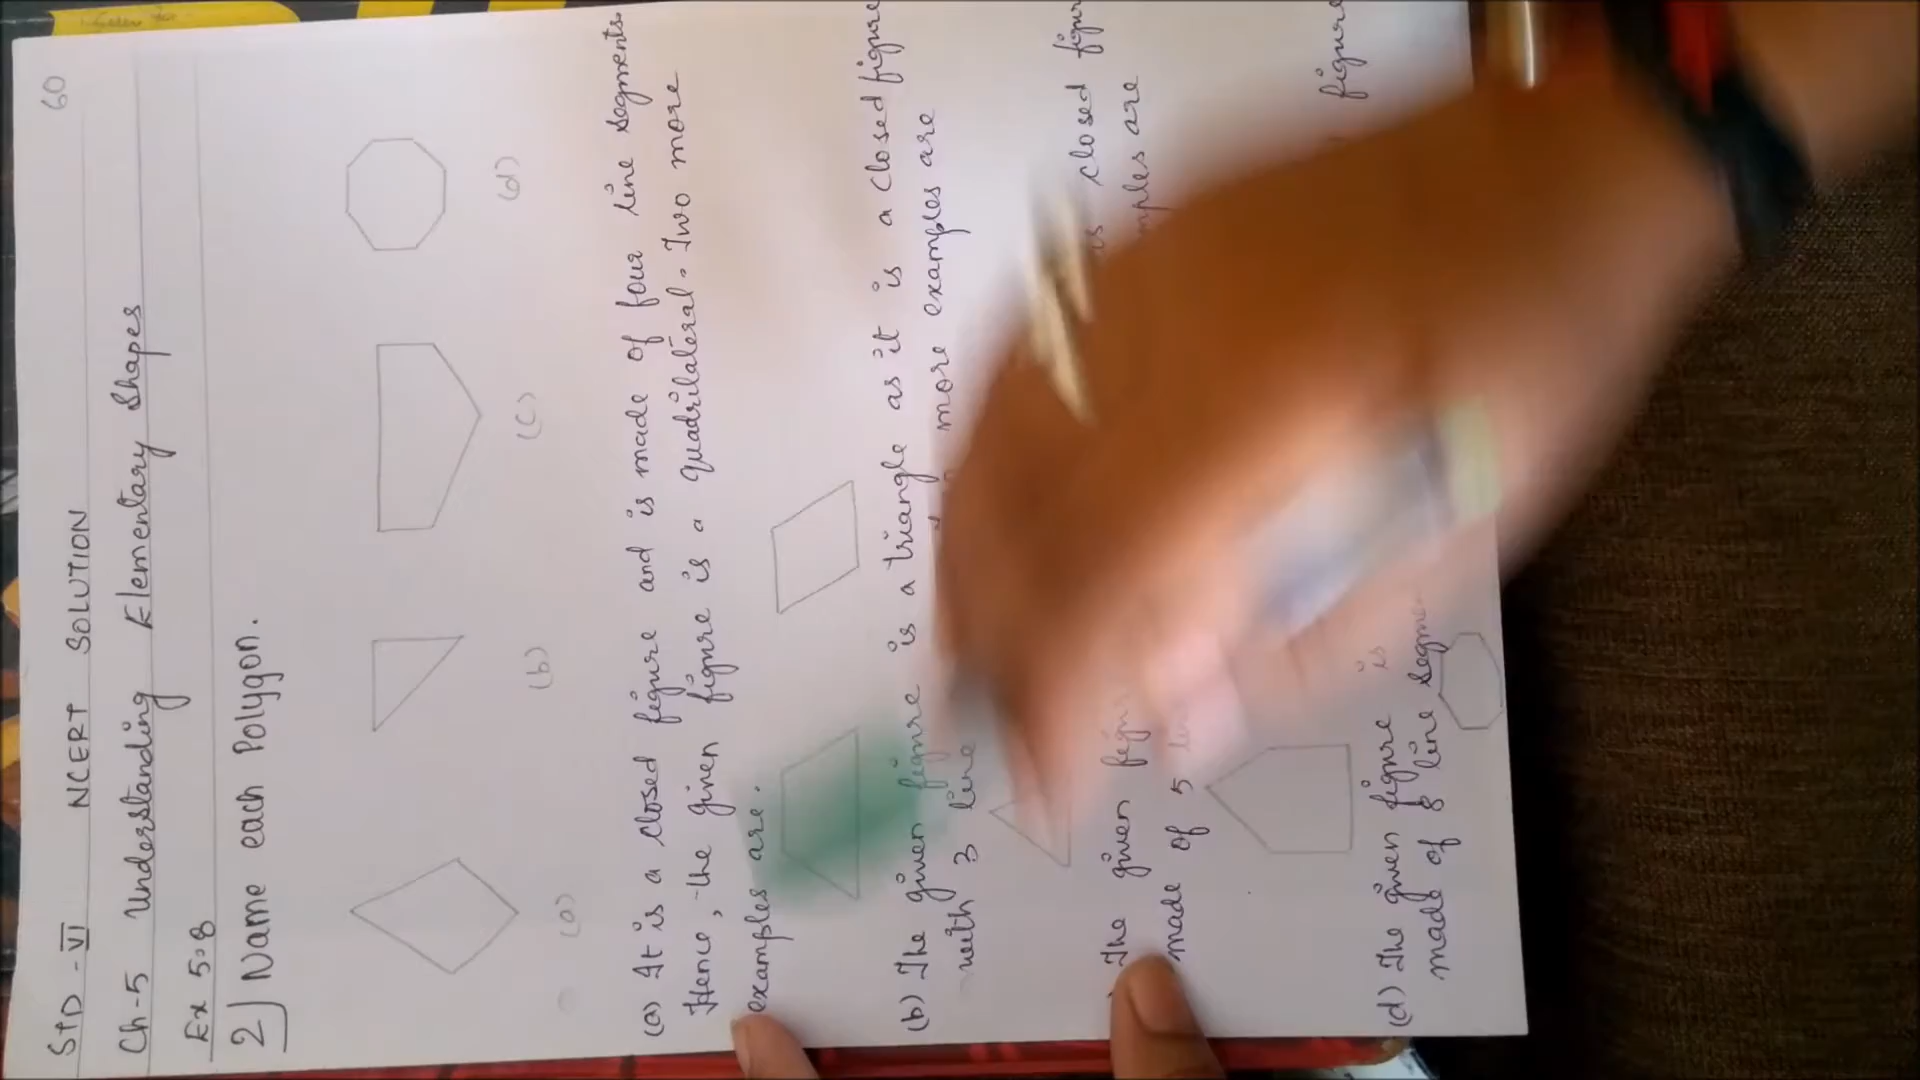 60
STD - VI NCERT SOLUTION
Ch-5 Understanding Elementary Shapes
Ex 5.8
2) Name each Polygon.
(a) (b) (c) (d)
(a) It is a closed figure and is made of four line segments.
Hence, the given figure is a quadrilateral. Two more
examples are.
(b) The given figure is a triangle as it is a closed figure
with 3 line more examples are
The given is closed
made of 5 are
(d) The given figure is figure
made of 8 line